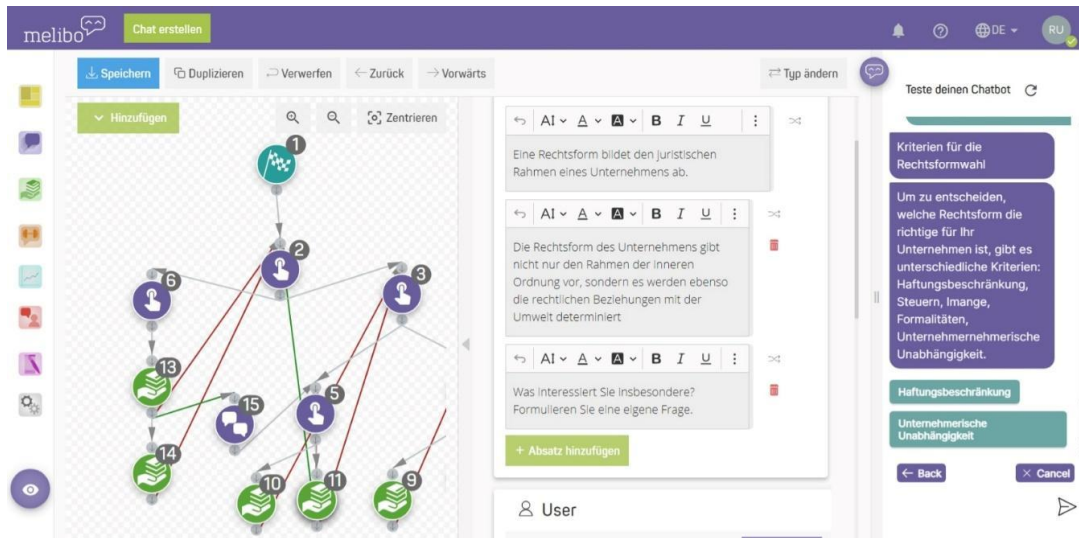 melibo
Chat erstellen
DE
RU
Speichern
Duplizieren
Verwerfen
Zurück
Vorwärts
Typ ändern
Teste deinen Chatbot
Hinzufügen
Zentrieren
1
2
3
6
13
5
15
14
10
11
9
AI A A B I U
Eine Rechtsform bildet den juristischen
Rahmen eines Unternehmens ab.
AI A A B I U
Die Rechtsform des Unternehmens gibt
nicht nur den Rahmen der inneren
Ordnung vor, sondern es werden ebenso
die rechtlichen Beziehungen mit der
Umwelt determiniert
AI A A B I U
Was interessiert Sie insbesondere?
Formulieren Sie eine eigene Frage.
+ Absatz hinzufügen
User
Kriterien für die
Rechtsformwahl
Um zu entscheiden,
welche Rechtsform die
richtige für Ihr
Unternehmen ist, gibt es
unterschiedliche Kriterien:
Haftungsbeschränkung,
Steuern, Imange,
Formalitäten,
Unternehmernehmerische
Unabhängigkeit.
Haftungsbeschränkung
Unternehmerische
Unabhängigkeit
Back
Cancel